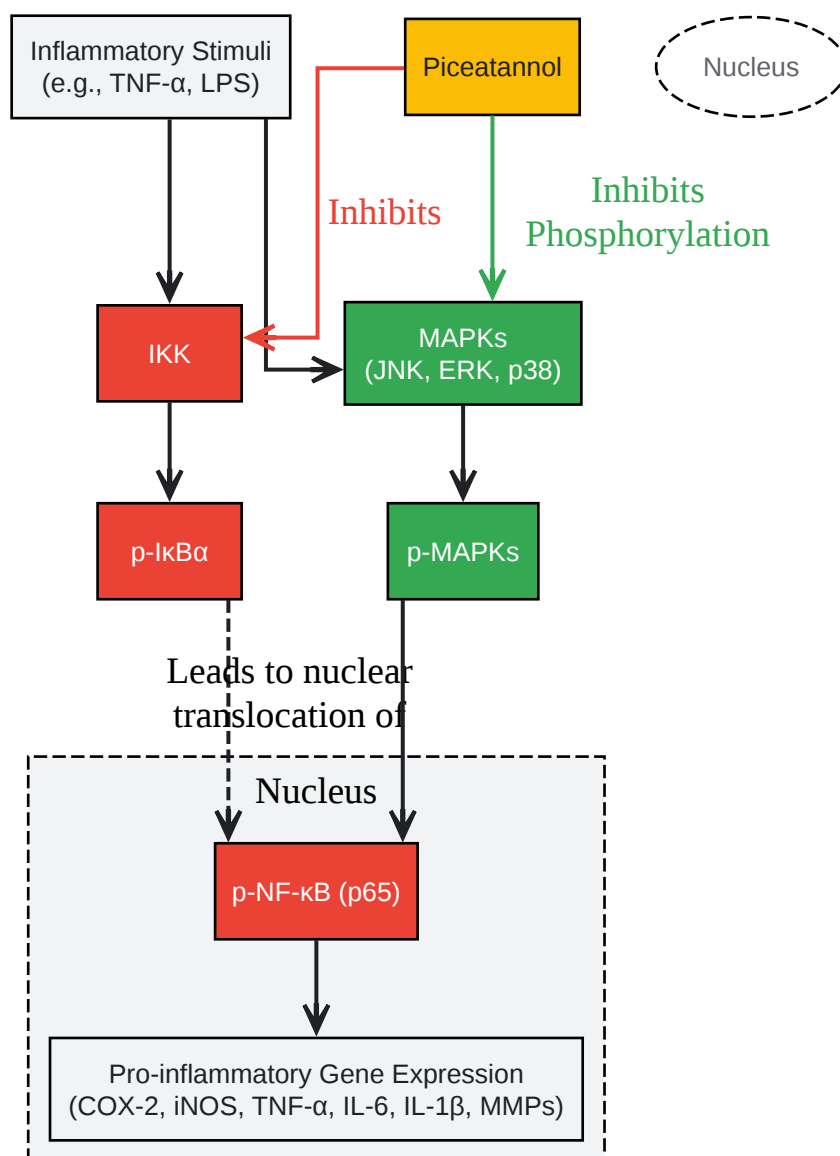 Inflammatory Stimuli
(e.g., TNF-α, LPS)
Piceatannol
Nucleus
Inhibits
Inhibits
Phosphorylation
IKK
MAPKs
(JNK, ERK, p38)
p-IκBα
p-MAPKs
Leads to nuclear
translocation of
Nucleus
p-NF-κB (p65)
Pro-inflammatory Gene Expression
(COX-2, iNOS, TNF-α, IL-6, IL-1β, MMPs)